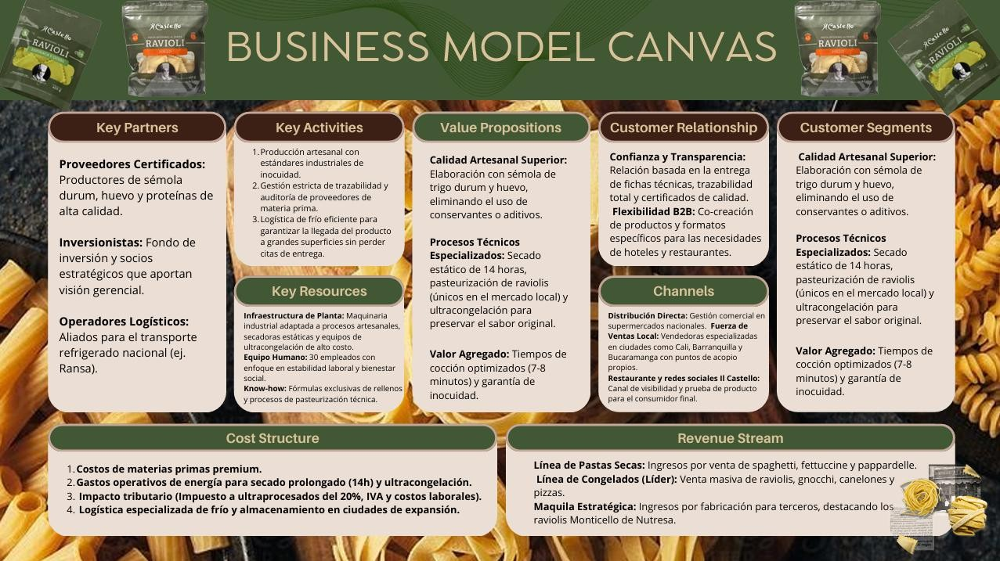 BUSINESS MODEL CANVAS
Il Castello
RAVIOLI
Il Castello
RAVIOLI
POLLO
Il Castello
RAVIOLI
POLLO
Il Castello
RAVIOLI
Key Partners
Proveedores Certificados:
Productores de sémola
durum, huevo y proteínas de
alta calidad.
Inversionistas: Fondo de
inversión y socios
estratégicos que aportan
visión gerencial.
Operadores Logísticos:
Aliados para el transporte
refrigerado nacional (ej.
Ransa).
Key Activities
1. Producción artesanal con
estándares industriales de
inocuidad.
2. Gestión estricta de trazabilidad y
auditoría de proveedores de
materia prima.
3. Logística de frío eficiente para
garantizar la llegada del producto
a grandes superficies sin perder
citas de entrega.
Key Resources
Infraestructura de Planta: Maquinaria
industrial adaptada a procesos artesanales,
secadoras estáticas y equipos de
ultracongelación de alto costo.
Equipo Humano: 30 empleados con
enfoque en estabilidad laboral y bienestar
social.
Know-how: Fórmulas exclusivas de rellenos
y procesos de pasteurización técnica.
Value Propositions
Calidad Artesanal Superior:
Elaboración con sémola de
trigo durum y huevo,
eliminando el uso de
conservantes o aditivos.
Procesos Técnicos
Especializados: Secado
estático de 14 horas,
pasteurización de raviolis
(únicos en el mercado local) y
ultracongelación para
preservar el sabor original.
Valor Agregado: Tiempos de
cocción optimizados (7-8
minutos) y garantía de
inocuidad.
Customer Relationship
Confianza y Transparencia:
Relación basada en la entrega
de fichas técnicas, trazabilidad
total y certificados de calidad.
Flexibilidad B2B: Co-creación
de productos y formatos
específicos para las necesidades
de hoteles y restaurantes.
Channels
Distribución Directa: Gestión comercial en
supermercados nacionales. Fuerza de
Ventas Local: Vendedoras especializadas
en ciudades como Cali, Barranquilla y
Bucaramanga con puntos de acopio
propios.
Restaurante y redes sociales Il Castello:
Canal de visibilidad y prueba de producto
para el consumidor final.
Customer Segments
Calidad Artesanal Superior:
Elaboración con sémola de
trigo durum y huevo,
eliminando el uso de
conservantes o aditivos.
Procesos Técnicos
Especializados: Secado
estático de 14 horas,
pasteurización de raviolis
(únicos en el mercado local) y
ultracongelación para
preservar el sabor original.
Valor Agregado: Tiempos de
cocción optimizados (7-8
minutos) y garantía de
inocuidad.
Cost Structure
1. Costos de materias primas premium.
2. Gastos operativos de energía para secado prolongado (14h) y ultracongelación.
3. Impacto tributario (Impuesto a ultraprocesados del 20%, IVA y costos laborales).
4. Logística especializada de frío y almacenamiento en ciudades de expansión.
Revenue Stream
Línea de Pastas Secas: Ingresos por venta de spaghetti, fettuccine y pappardelle.
Línea de Congelados (Líder): Venta masiva de raviolis, gnocchi, canelones y
pizzas.
Maquila Estratégica: Ingresos por fabricación para terceros, destacando los
raviolis Monticello de Nutresa.